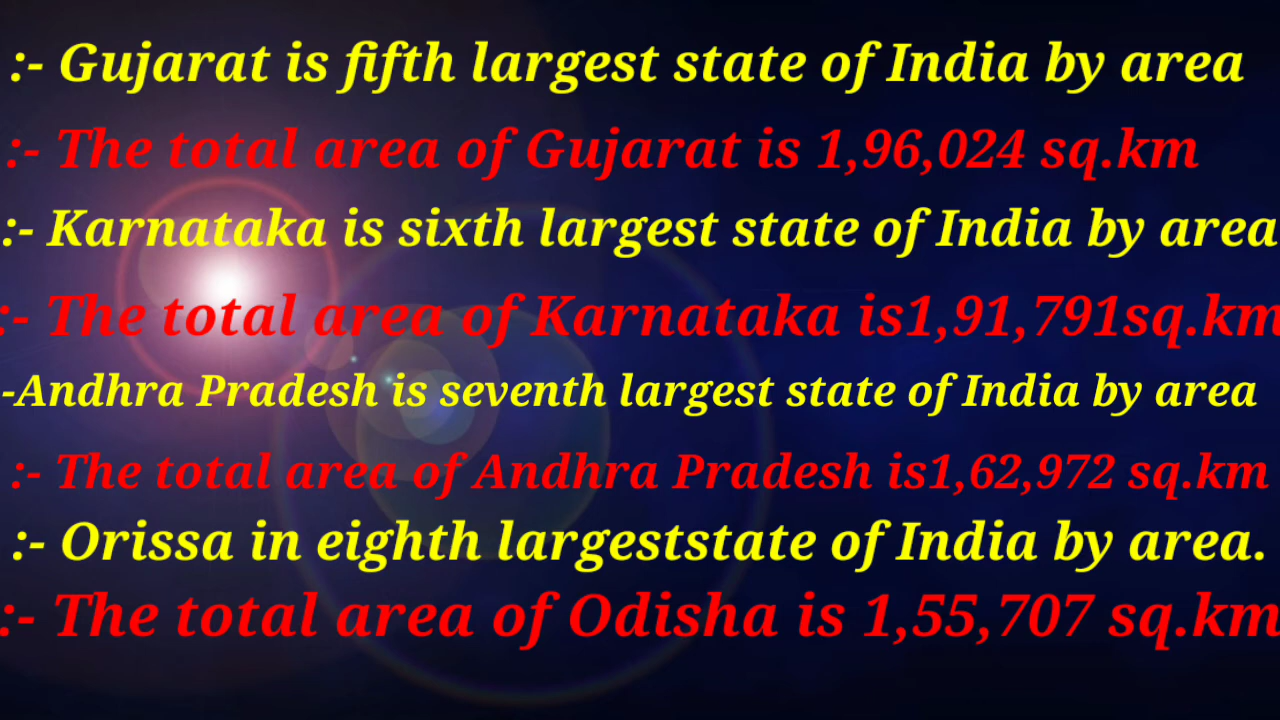 :- Gujarat is fifth largest state of India by area
:- The total area of Gujarat is 1,96,024 sq.km
:- Karnataka is sixth largest state of India by area
:- The total area of Karnataka is1,91,791sq.km
-Andhra Pradesh is seventh largest state of India by area
:- The total area of Andhra Pradesh is1,62,972 sq.km
:- Orissa in eighth largeststate of India by area.
:- The total area of Odisha is 1,55,707 sq.km